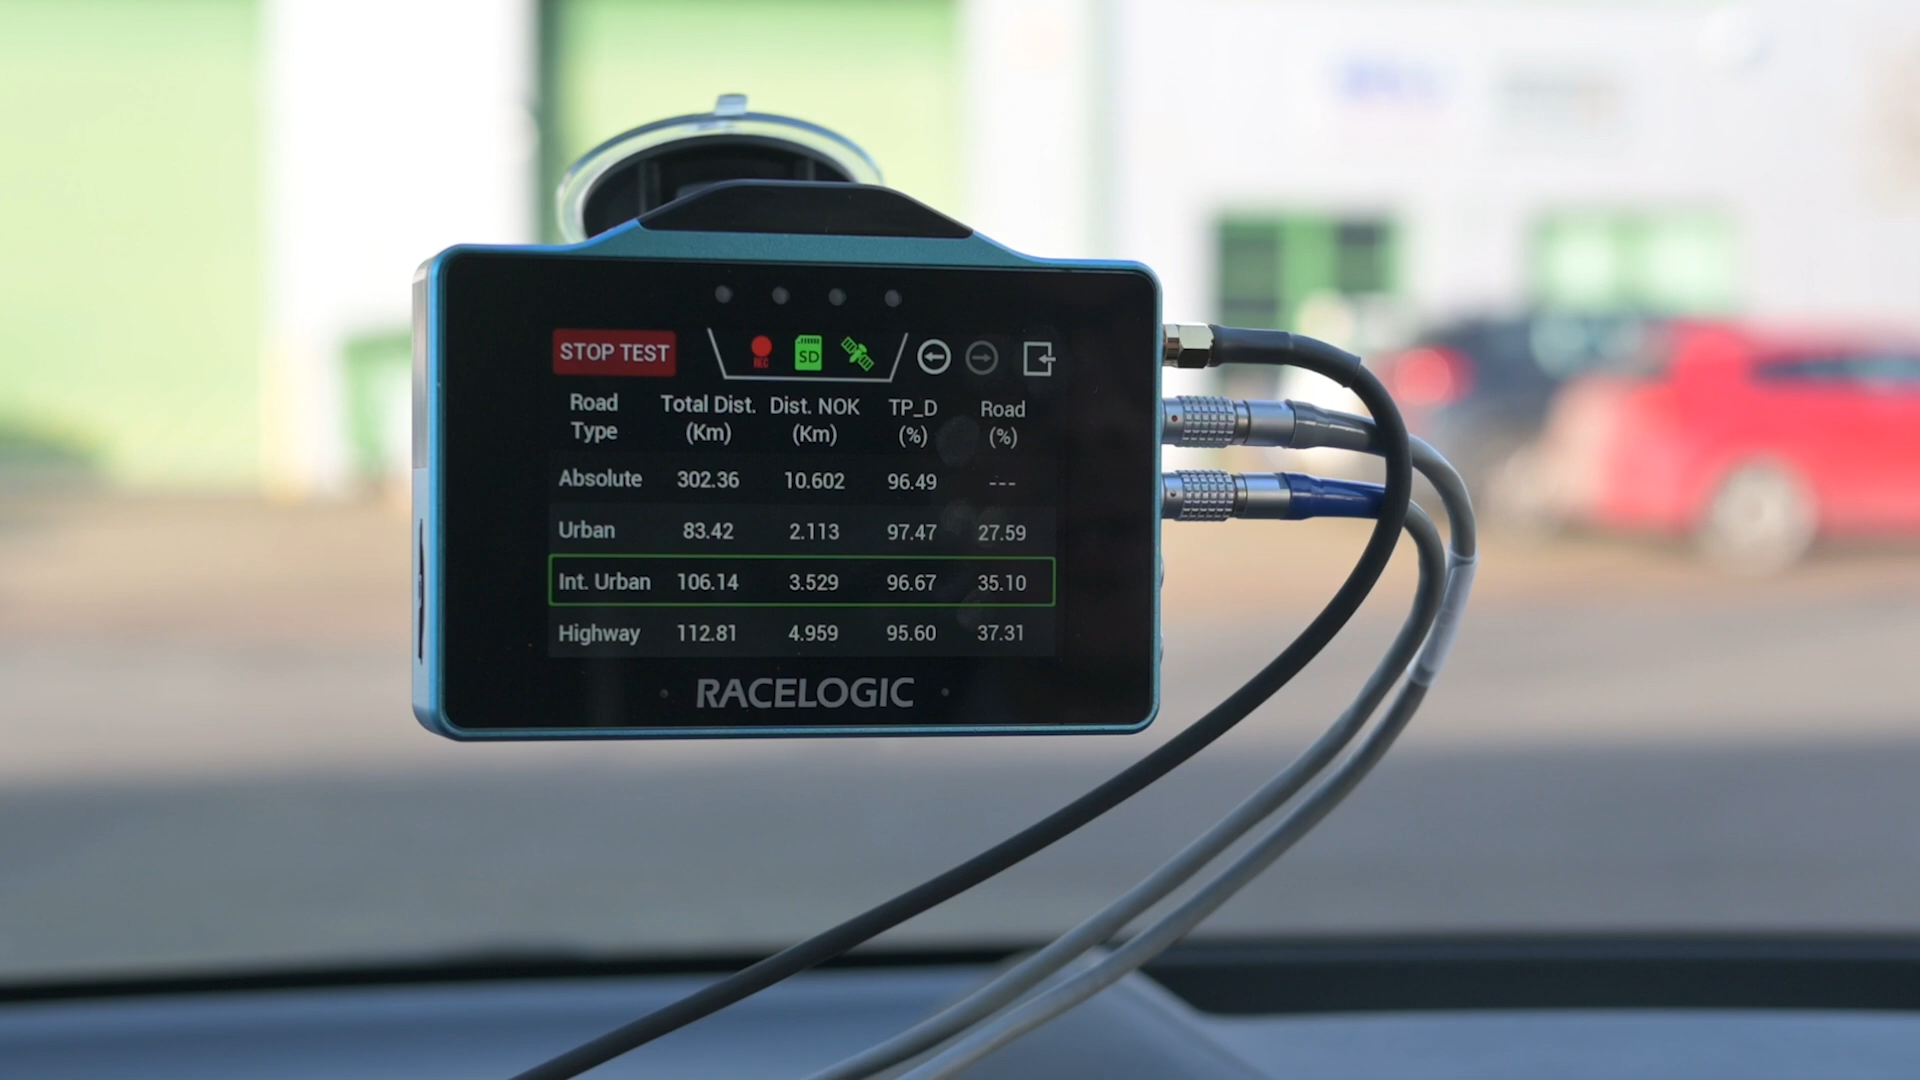 STOP TEST
REC
SD
Road Type
Total Dist. (Km)
Dist. NOK (Km)
TP_D (%)
Road (%)
Absolute 302.36 10.602 96.49 ---
Urban 83.42 2.113 97.47 27.59
Int. Urban 106.14 3.529 96.67 35.10
Highway 112.81 4.959 95.60 37.31
RACELOGIC